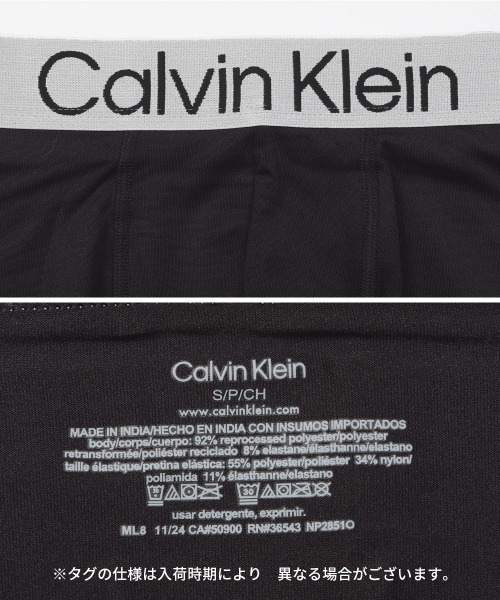 Calvin Klein
Calvin Klein
S/P/CH
www.calvinklein.com
MADE IN INDIA/HECHO EN INDIA CON INSUMOS IMPORTADOS
body/corps/cuerpo: 92% reprocessed polyester/polyester
retransformée/poliéster reciclado 8% elastane/élasthanne/elastano
taille élastique/pretina elástica: 55% polyester/poliéster 34% nylon/
poliamida 11% élasthanne/elastano
usar detergente, exprimir.
ML8 11/24 CA#50900 RN#36543 NP2851O
※タグの仕様は入荷時期により 異なる場合がございます。